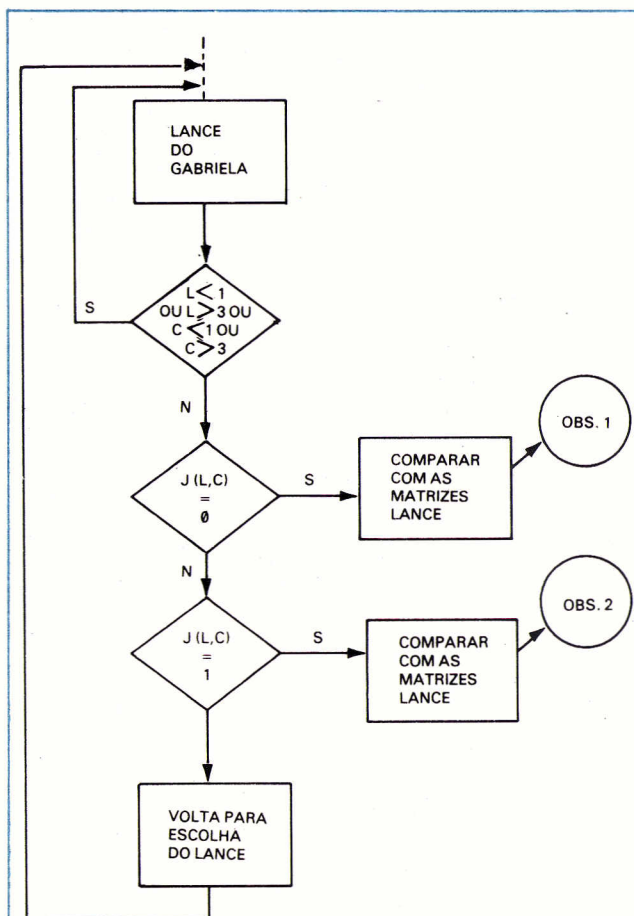 LANCE
DO
GABRIELA
L < 1
OU L > 3 OU
C < 1 OU
C > 3
S
N
J (L,C)
=
0
S
COMPARAR
COM AS
MATRIZES
LANCE
OBS. 1
N
J (L,C)
=
1
S
COMPARAR
COM AS
MATRIZES
LANCE
OBS. 2
VOLTA PARA
ESCOLHA
DO LANCE